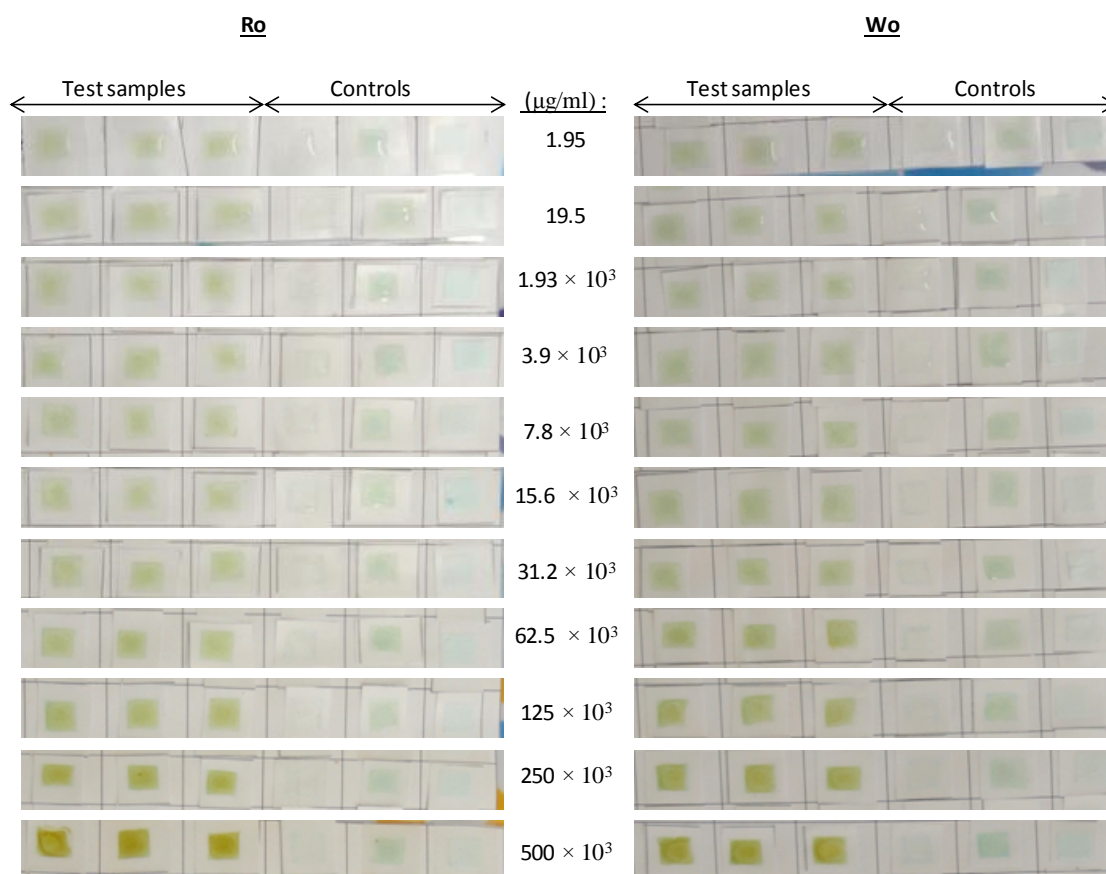 Ro Wo
Test samples Controls (μg/ml) : Test samples Controls
1.95
19.5
1.93 × 10³
3.9 × 10³
7.8 × 10³
15.6 × 10³
31.2 × 10³
62.5 × 10³
125 × 10³
250 × 10³
500 × 10³